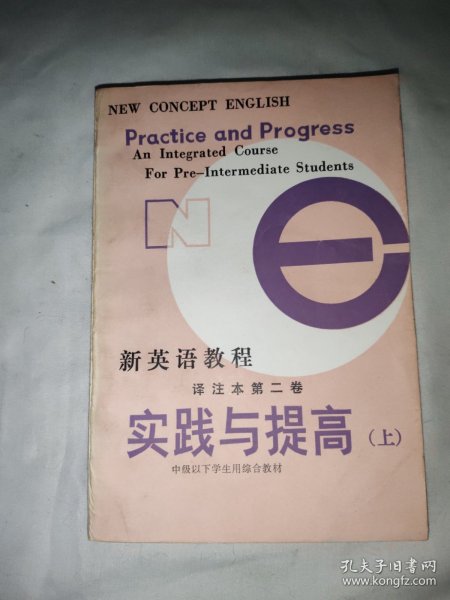 NEW CONCEPT ENGLISH
Practice and Progress
An Integrated Course
For Pre-Intermediate Students
N
C
e
新英语教程
译注本第二卷
实践与提高（上）
中级以下学生用综合教材
孔夫子旧书网
www.kongfz.com